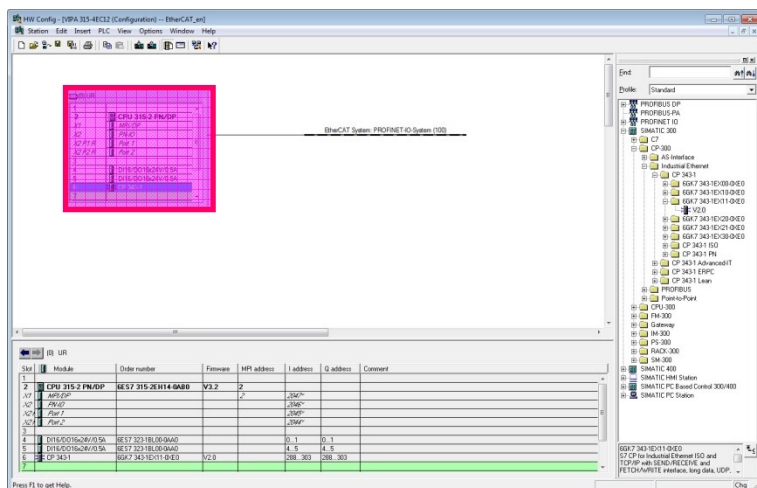 HW Config - [VIPA 315-4EC12 (Configuration) -- EtherCAT_en]
Station Edit Insert PLC View Options Window Help
(0) UR
1
2 CPU 315-2 PN/DP
X1 MPI/DP
X2 PN-IO
X2 P1 R Port 1
X2 P2 R Port 2
3
4 DI16/DO16x24V/0.5A
5 DI16/DO16x24V/0.5A
6 CP 343-1
7
EtherCAT System: PROFINET-IO-System (100)
Find:
Profile: Standard
PROFIBUS DP
PROFIBUS-PA
PROFINET IO
SIMATIC 300
C7
CP-300
AS-Interface
Industrial Ethernet
CP 343-1
6GK7 343-1EX00-0XE0
6GK7 343-1EX10-0XE0
6GK7 343-1EX11-0XE0
V2.0
6GK7 343-1EX20-0XE0
6GK7 343-1EX21-0XE0
6GK7 343-1EX30-0XE0
CP 343-1 ISO
CP 343-1 PN
CP 343-1 Advanced-IT
CP 343-1 ERPC
CP 343-1 Lean
PROFIBUS
Point-to-Point
CPU-300
FM-300
Gateway
IM-300
PS-300
RACK-300
SM-300
SIMATIC 400
SIMATIC HMI Station
SIMATIC PC Based Control 300/400
SIMATIC PC Station
(0) UR
Slot Module Order number Firmware MPI address I address Q address Comment
1
2 CPU 315-2 PN/DP 6ES7 315-2EH14-0AB0 V3.2 2
X1 MPI/DP 2 2047*
X2 PN-IO 2046*
X2 Port 1 2045*
X2 Port 2 2044*
3
4 DI16/DO16x24V/0.5A 6ES7 323-1BL00-0AA0 0...1 0...1
5 DI16/DO16x24V/0.5A 6ES7 323-1BL00-0AA0 4...5 4...5
6 CP 343-1 6GK7 343-1EX11-0XE0 V2.0 288...303 288...303
7
6GK7 343-1EX11-0XE0
S7 CP for Industrial Ethernet ISO and
TCP/IP with SEND/RECEIVE and
FETCH/WRITE interface, long data, UDP,
Press F1 to get Help.
Chg